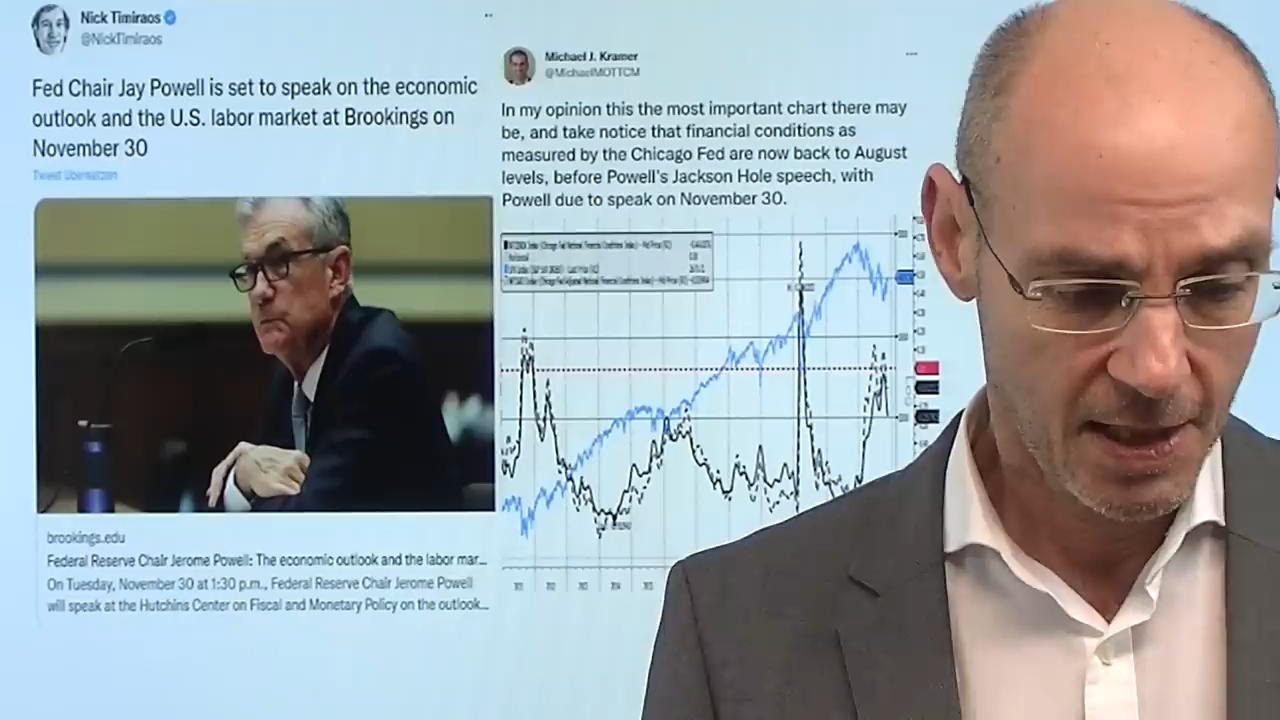 Nick Timiraos
@NickTimiraos
Fed Chair Jay Powell is set to speak on the economic
outlook and the U.S. labor market at Brookings on
November 30
Tweet übersetzen
brookings.edu
Federal Reserve Chair Jerome Powell: The economic outlook and the labor mar...
On Tuesday, November 30 at 1:30 p.m., Federal Reserve Chair Jerome Powell
will speak at the Hutchins Center on Fiscal and Monetary Policy on the outlook...
Michael J. Kramer
@MichaelMOTTCM
In my opinion this the most important chart there may
be, and take notice that financial conditions as
measured by the Chicago Fed are now back to August
levels, before Powell's Jackson Hole speech, with
Powell due to speak on November 30.